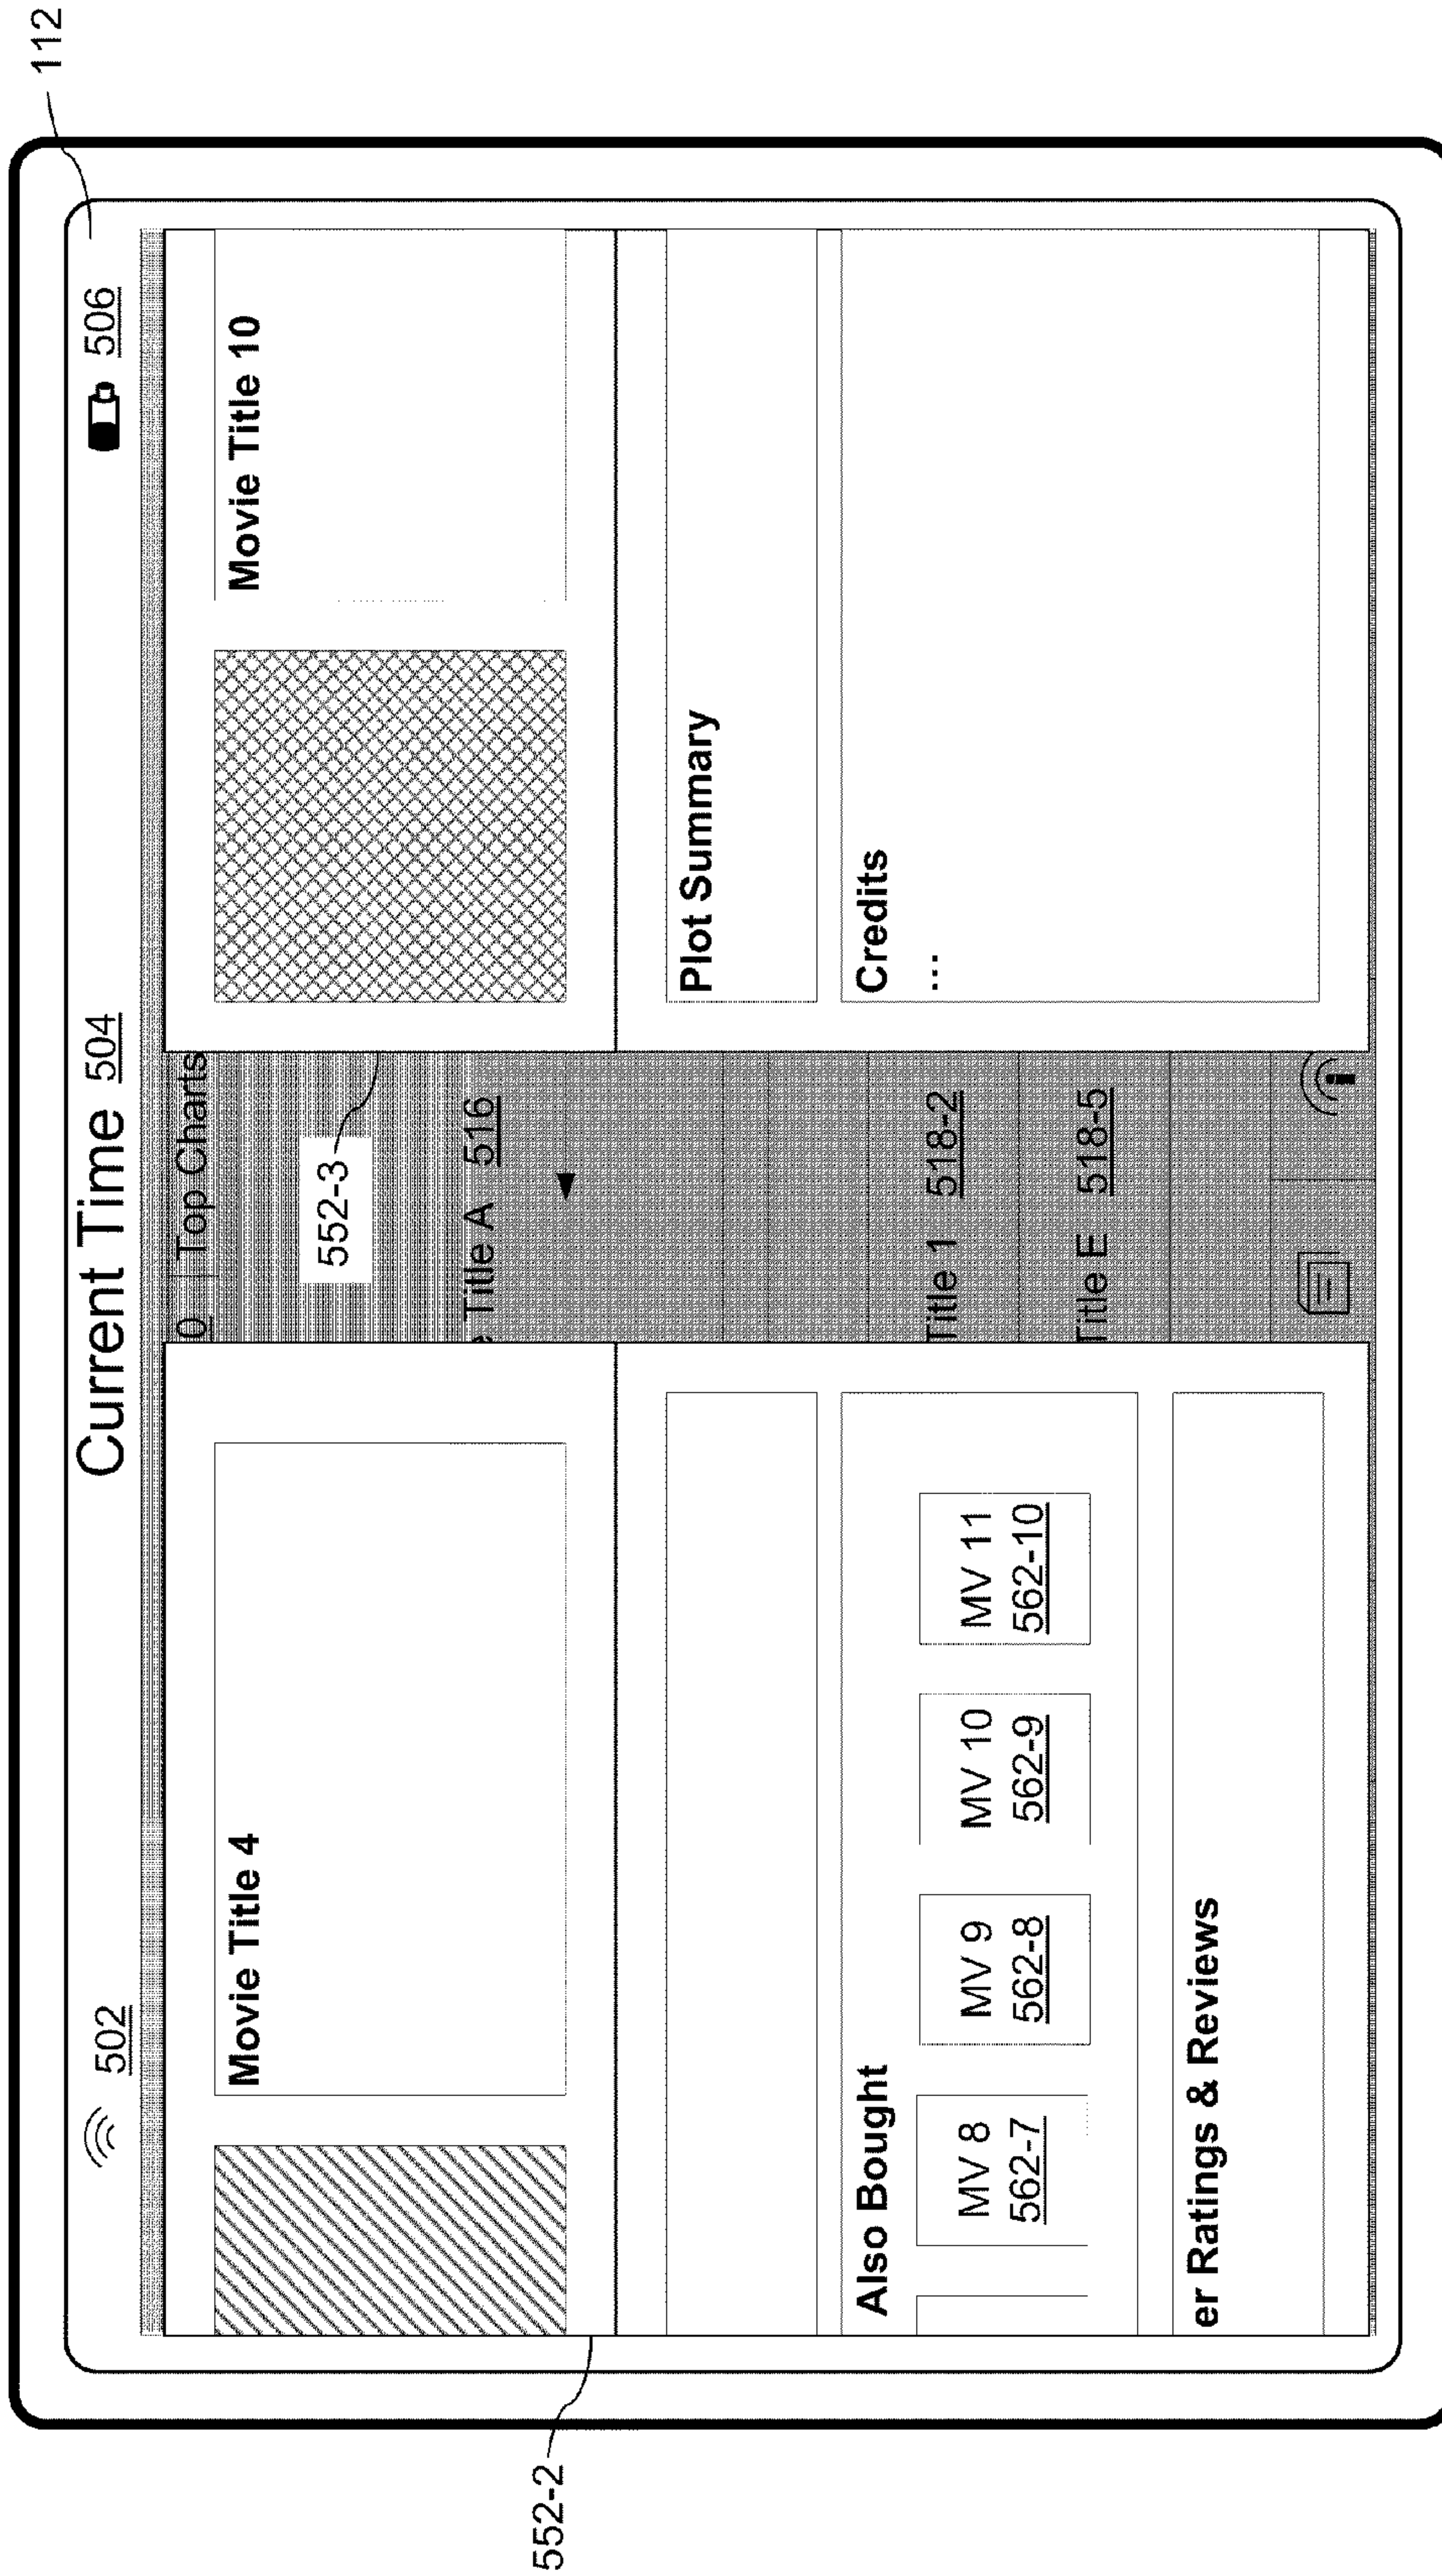 112
502
Current Time 504
506
0
Top Charts
Movie Title 4
552-3
Movie Title 10
Title A 516
552-2
Plot Summary
Also Bought
Credits
...
MV 8
562-7
MV 9
562-8
MV 10
562-9
MV 11
562-10
Title 1 518-2
Title E 518-5
er Ratings & Reviews